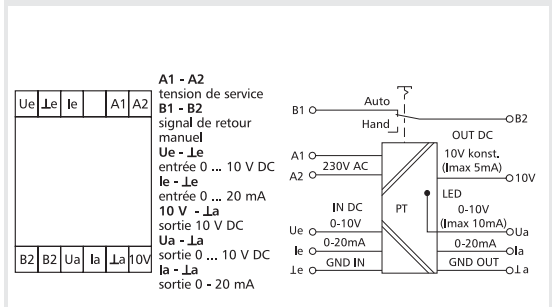 Ue ⊥e Ie A1 A2
B2 B2 Ua Ia ⊥a 10V
A1 - A2
tension de service
B1 - B2
signal de retour
manuel
Ue - ⊥e
entrée 0 ... 10 V DC
Ie - ⊥e
entrée 0 ... 20 mA
10 V - ⊥a
sortie 10 V DC
Ua - ⊥a
sortie 0 ... 10 V DC
Ia - ⊥a
sortie 0 - 20 mA
B1 Auto
Hand B2
OUT DC
A1 10V konst.
A2 230V AC (Imax 5mA) 10V
LED
IN DC PT 0-10V
Ue 0-10V (Imax 10mA) Ua
Ie 0-20mA 0-20mA Ia
⊥e GND IN GND OUT ⊥a